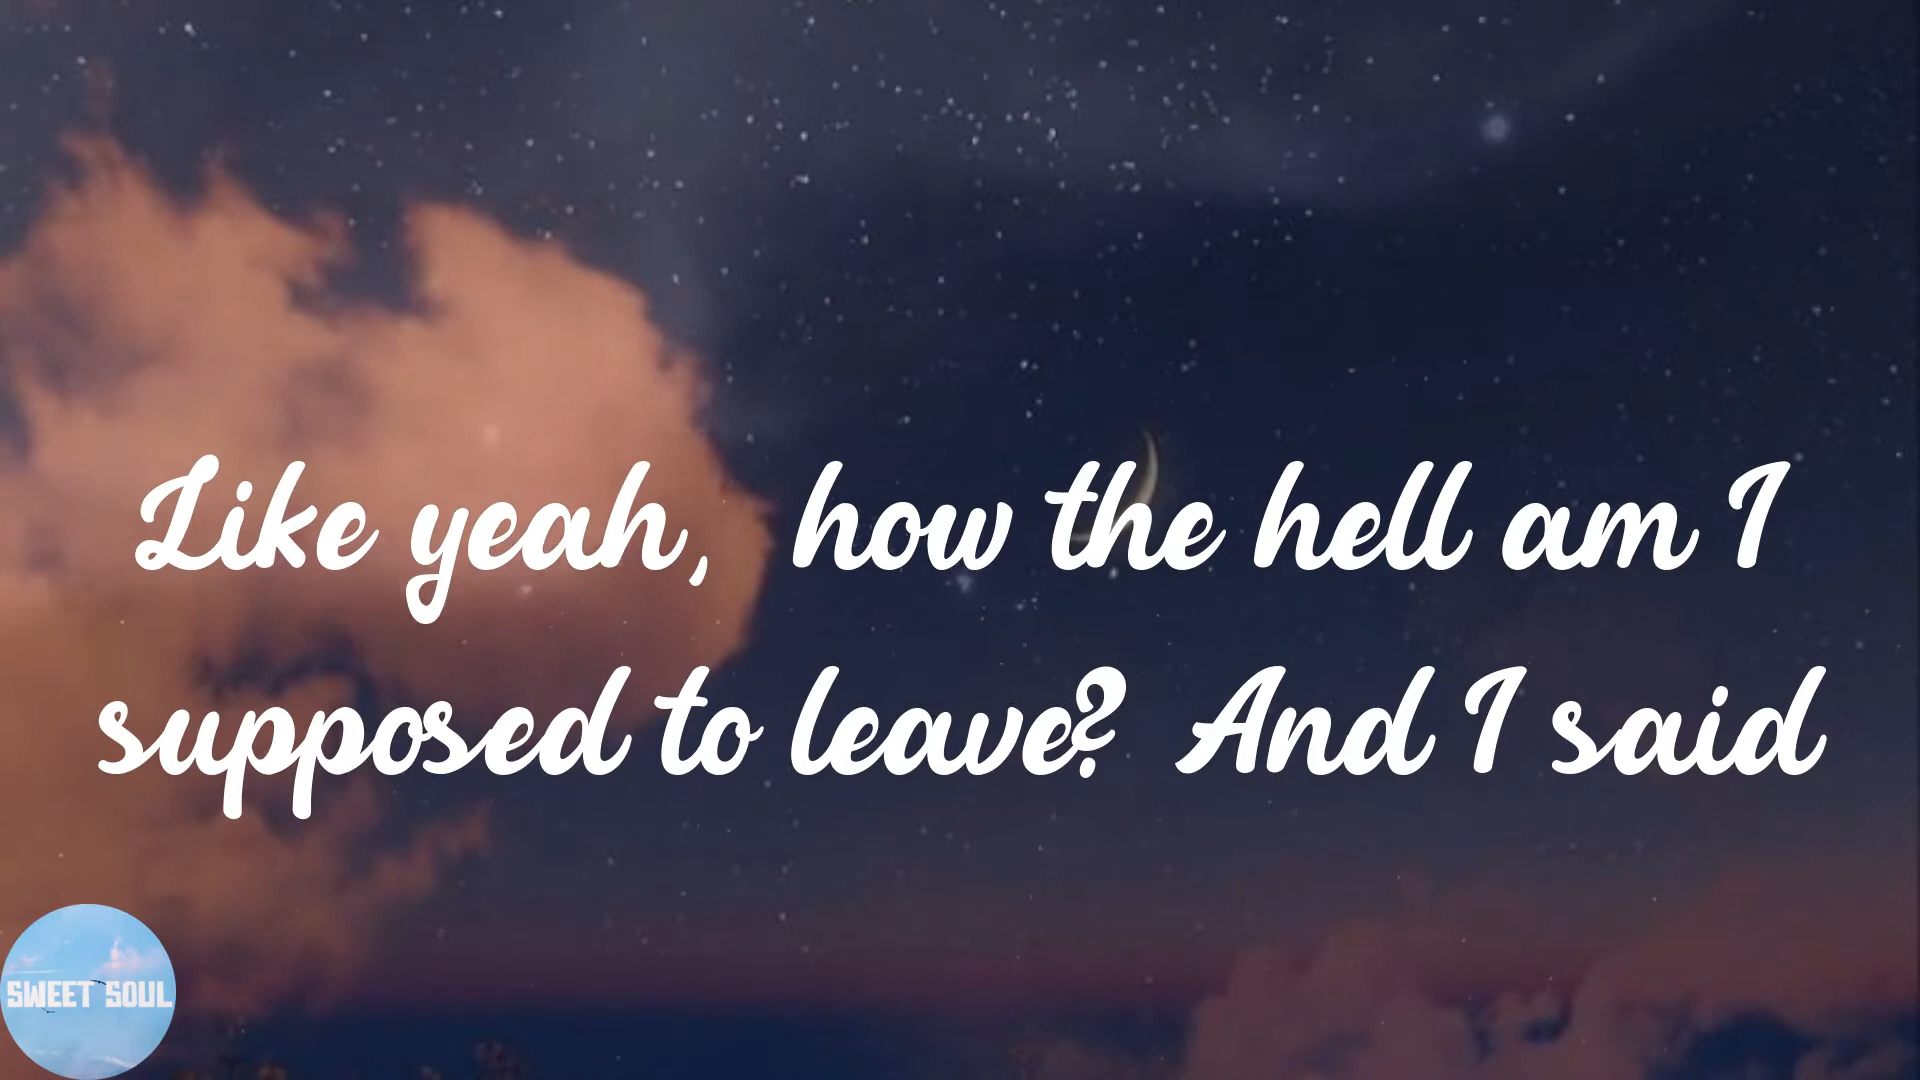 Like yeah,  how the hell am I
supposed to leave?  And I said
SWEET SOUL